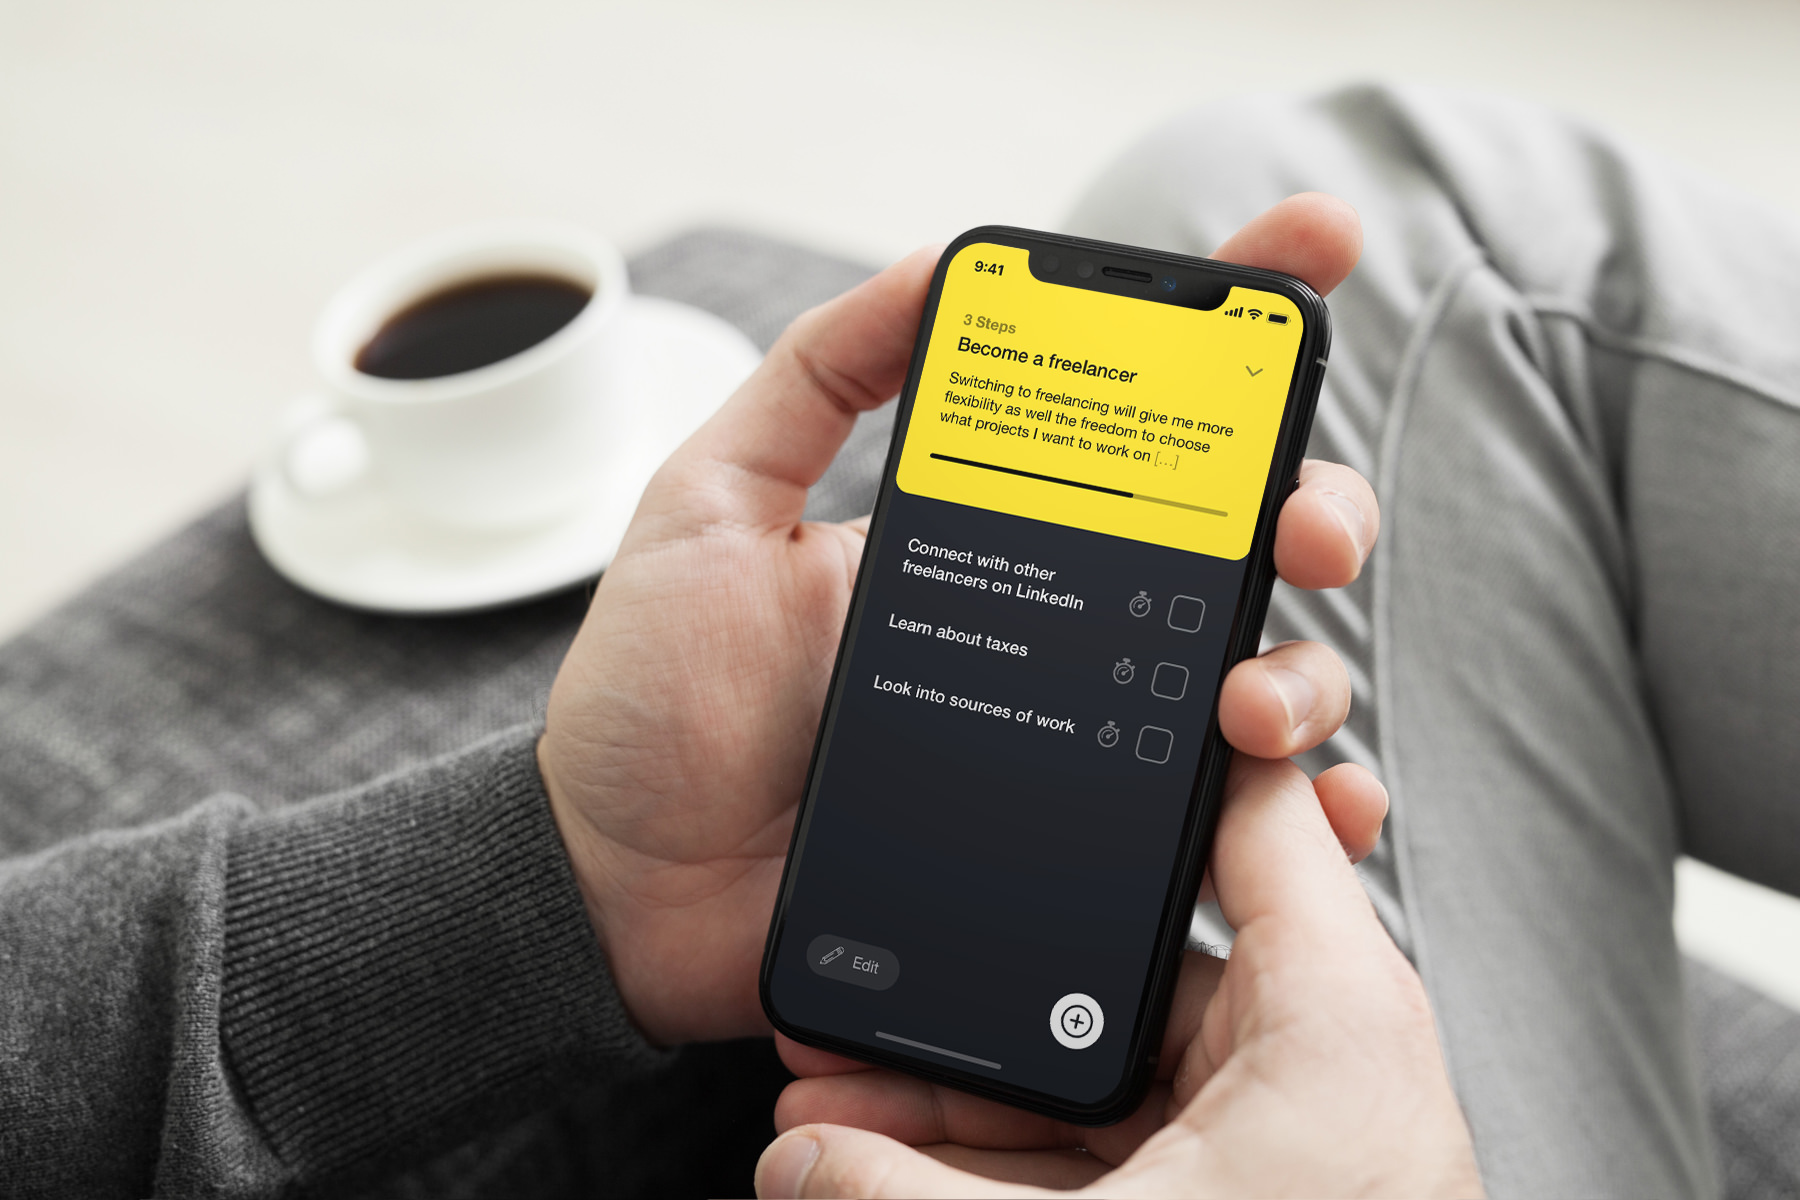 9:41
3 Steps
Become a freelancer
Switching to freelancing will give me more
flexibility as well the freedom to choose
what projects I want to work on [...]
Connect with other
freelancers on LinkedIn
Learn about taxes
Look into sources of work
Edit